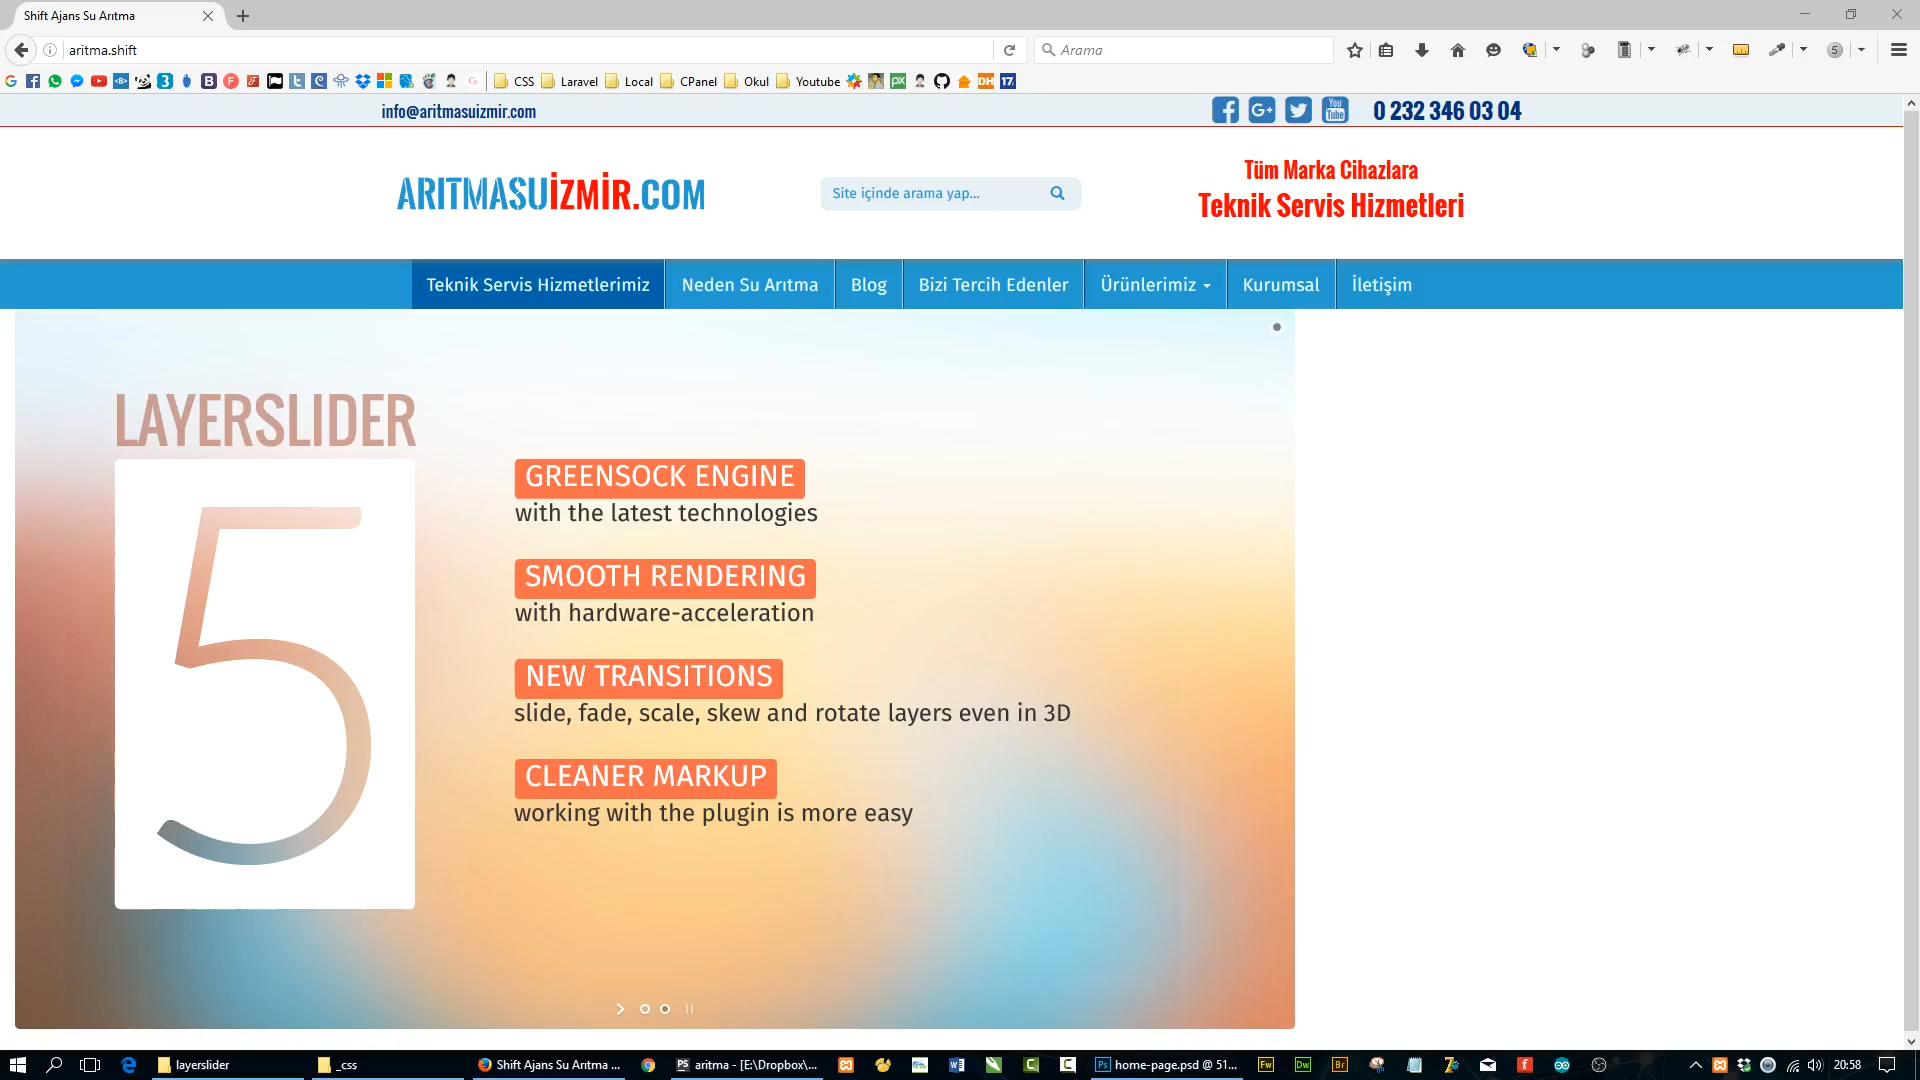 Shift Ajans Su Arıtma
aritma.shift
Arama
5
CSS Laravel Local CPanel Okul Youtube
info@aritmasuizmir.com
0 232 346 03 04
ARITMASUİZMİR.COM
Site içinde arama yap...
Tüm Marka Cihazlara
Teknik Servis Hizmetleri
Teknik Servis Hizmetlerimiz
Neden Su Arıtma
Blog
Bizi Tercih Edenler
Ürünlerimiz
Kurumsal
İletişim
LAYERSLIDER
5
GREENSOCK ENGINE
with the latest technologies
SMOOTH RENDERING
with hardware-acceleration
NEW TRANSITIONS
slide, fade, scale, skew and rotate layers even in 3D
CLEANER MARKUP
working with the plugin is more easy
layerslider
_css
Shift Ajans Su Arıtma ...
aritma - [E:\Dropbox\...
home-page.psd @ 51...
20:58